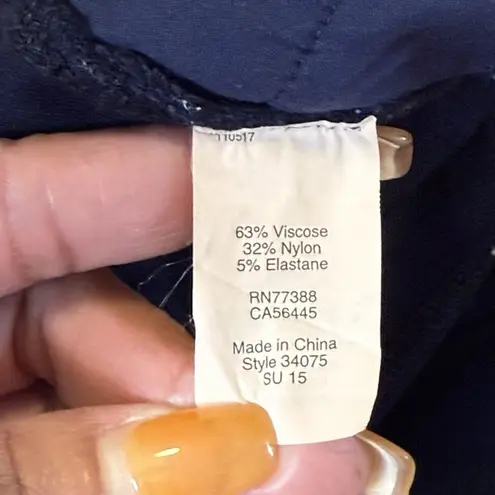 63% Viscose
32% Nylon
5% Elastane
RN77388
CA56445
Made in China
Style 34075
SU 15